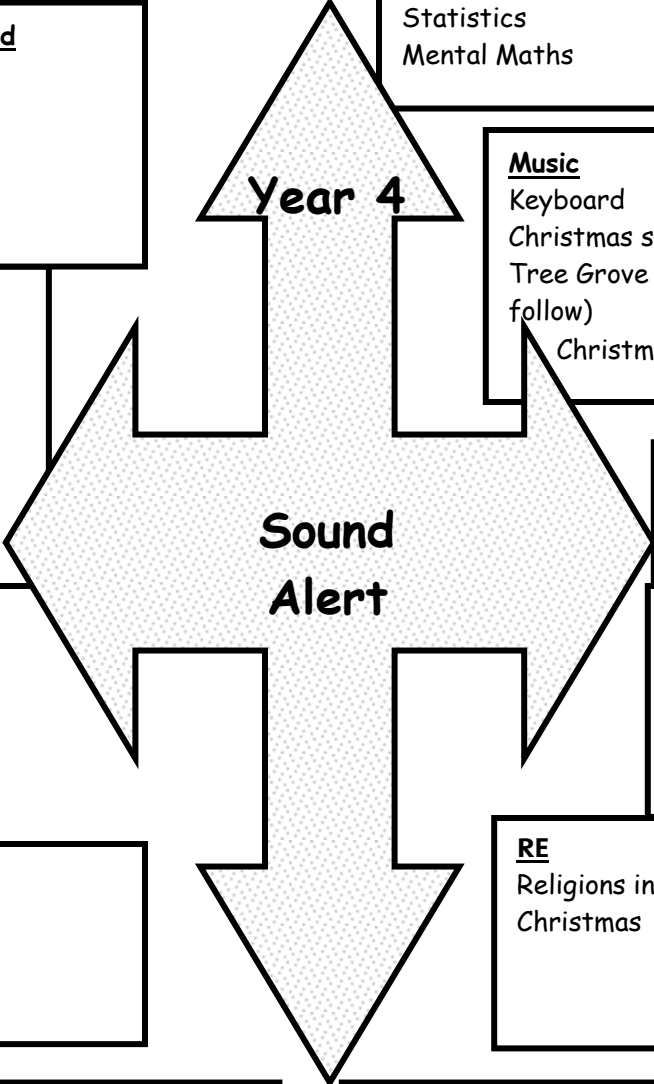 d
Statistics
Mental Maths
Year 4
Music
Keyboard
Christmas s
Tree Grove
follow)
Christm
Sound
Alert
RE
Religions in
Christmas